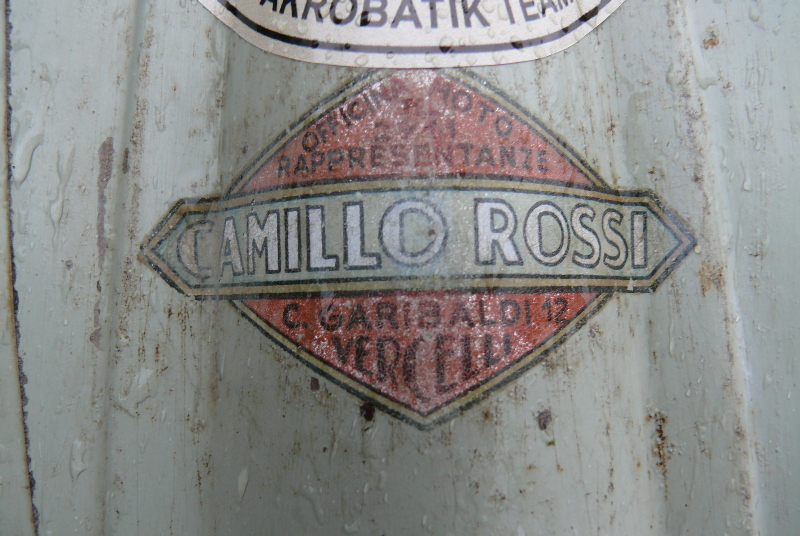 AKROBATIK TEAM
OFFICINA MOTO
RAPPRESENTANZE
CAMILLO ROSSI
C. GARIBALDI 12
VERCELLI